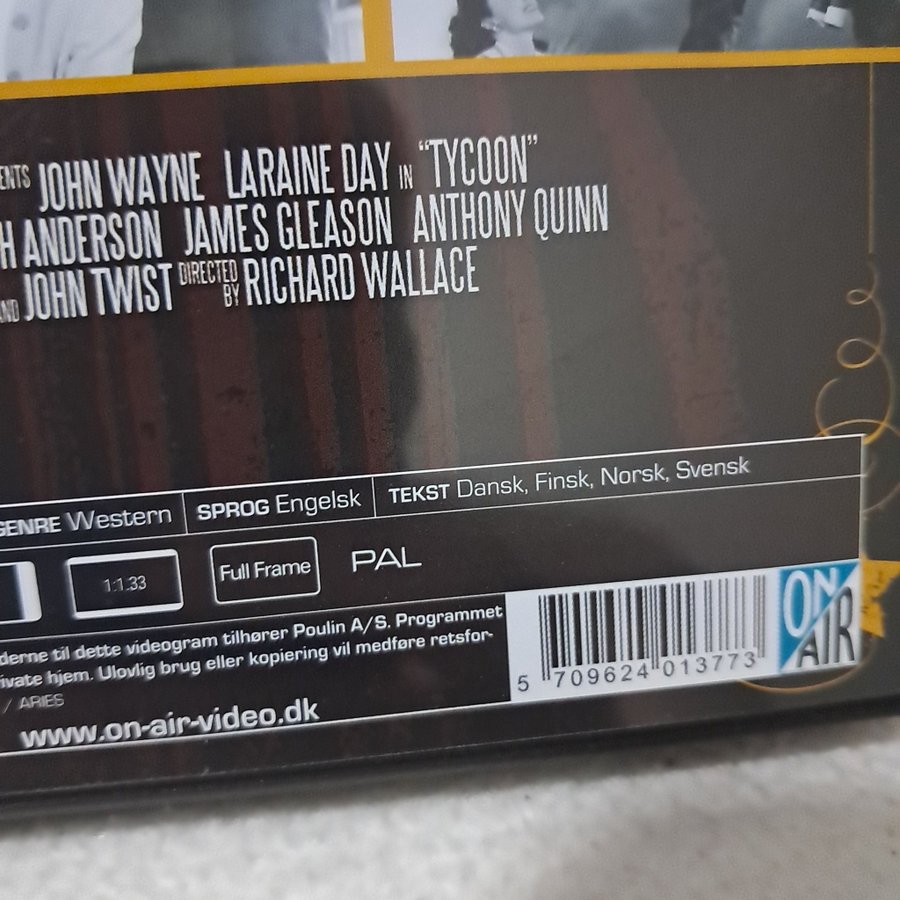 ENTS JOHN WAYNE LARAINE DAY IN "TYCOON"
H ANDERSON JAMES GLEASON ANTHONY QUINN
AND JOHN TWIST DIRECTED BY RICHARD WALLACE
GENRE Western SPROG Engelsk TEKST Dansk, Finsk, Norsk, Svensk
1:1.33 Full Frame PAL
derne til dette videogram tilhører Poulin A/S. Programmet
ivate hjem. Ulovlig brug eller kopiering vil medføre retsfor-
/ ARIES
www.on-air-video.dk
5 709624 013773
ON
AIR